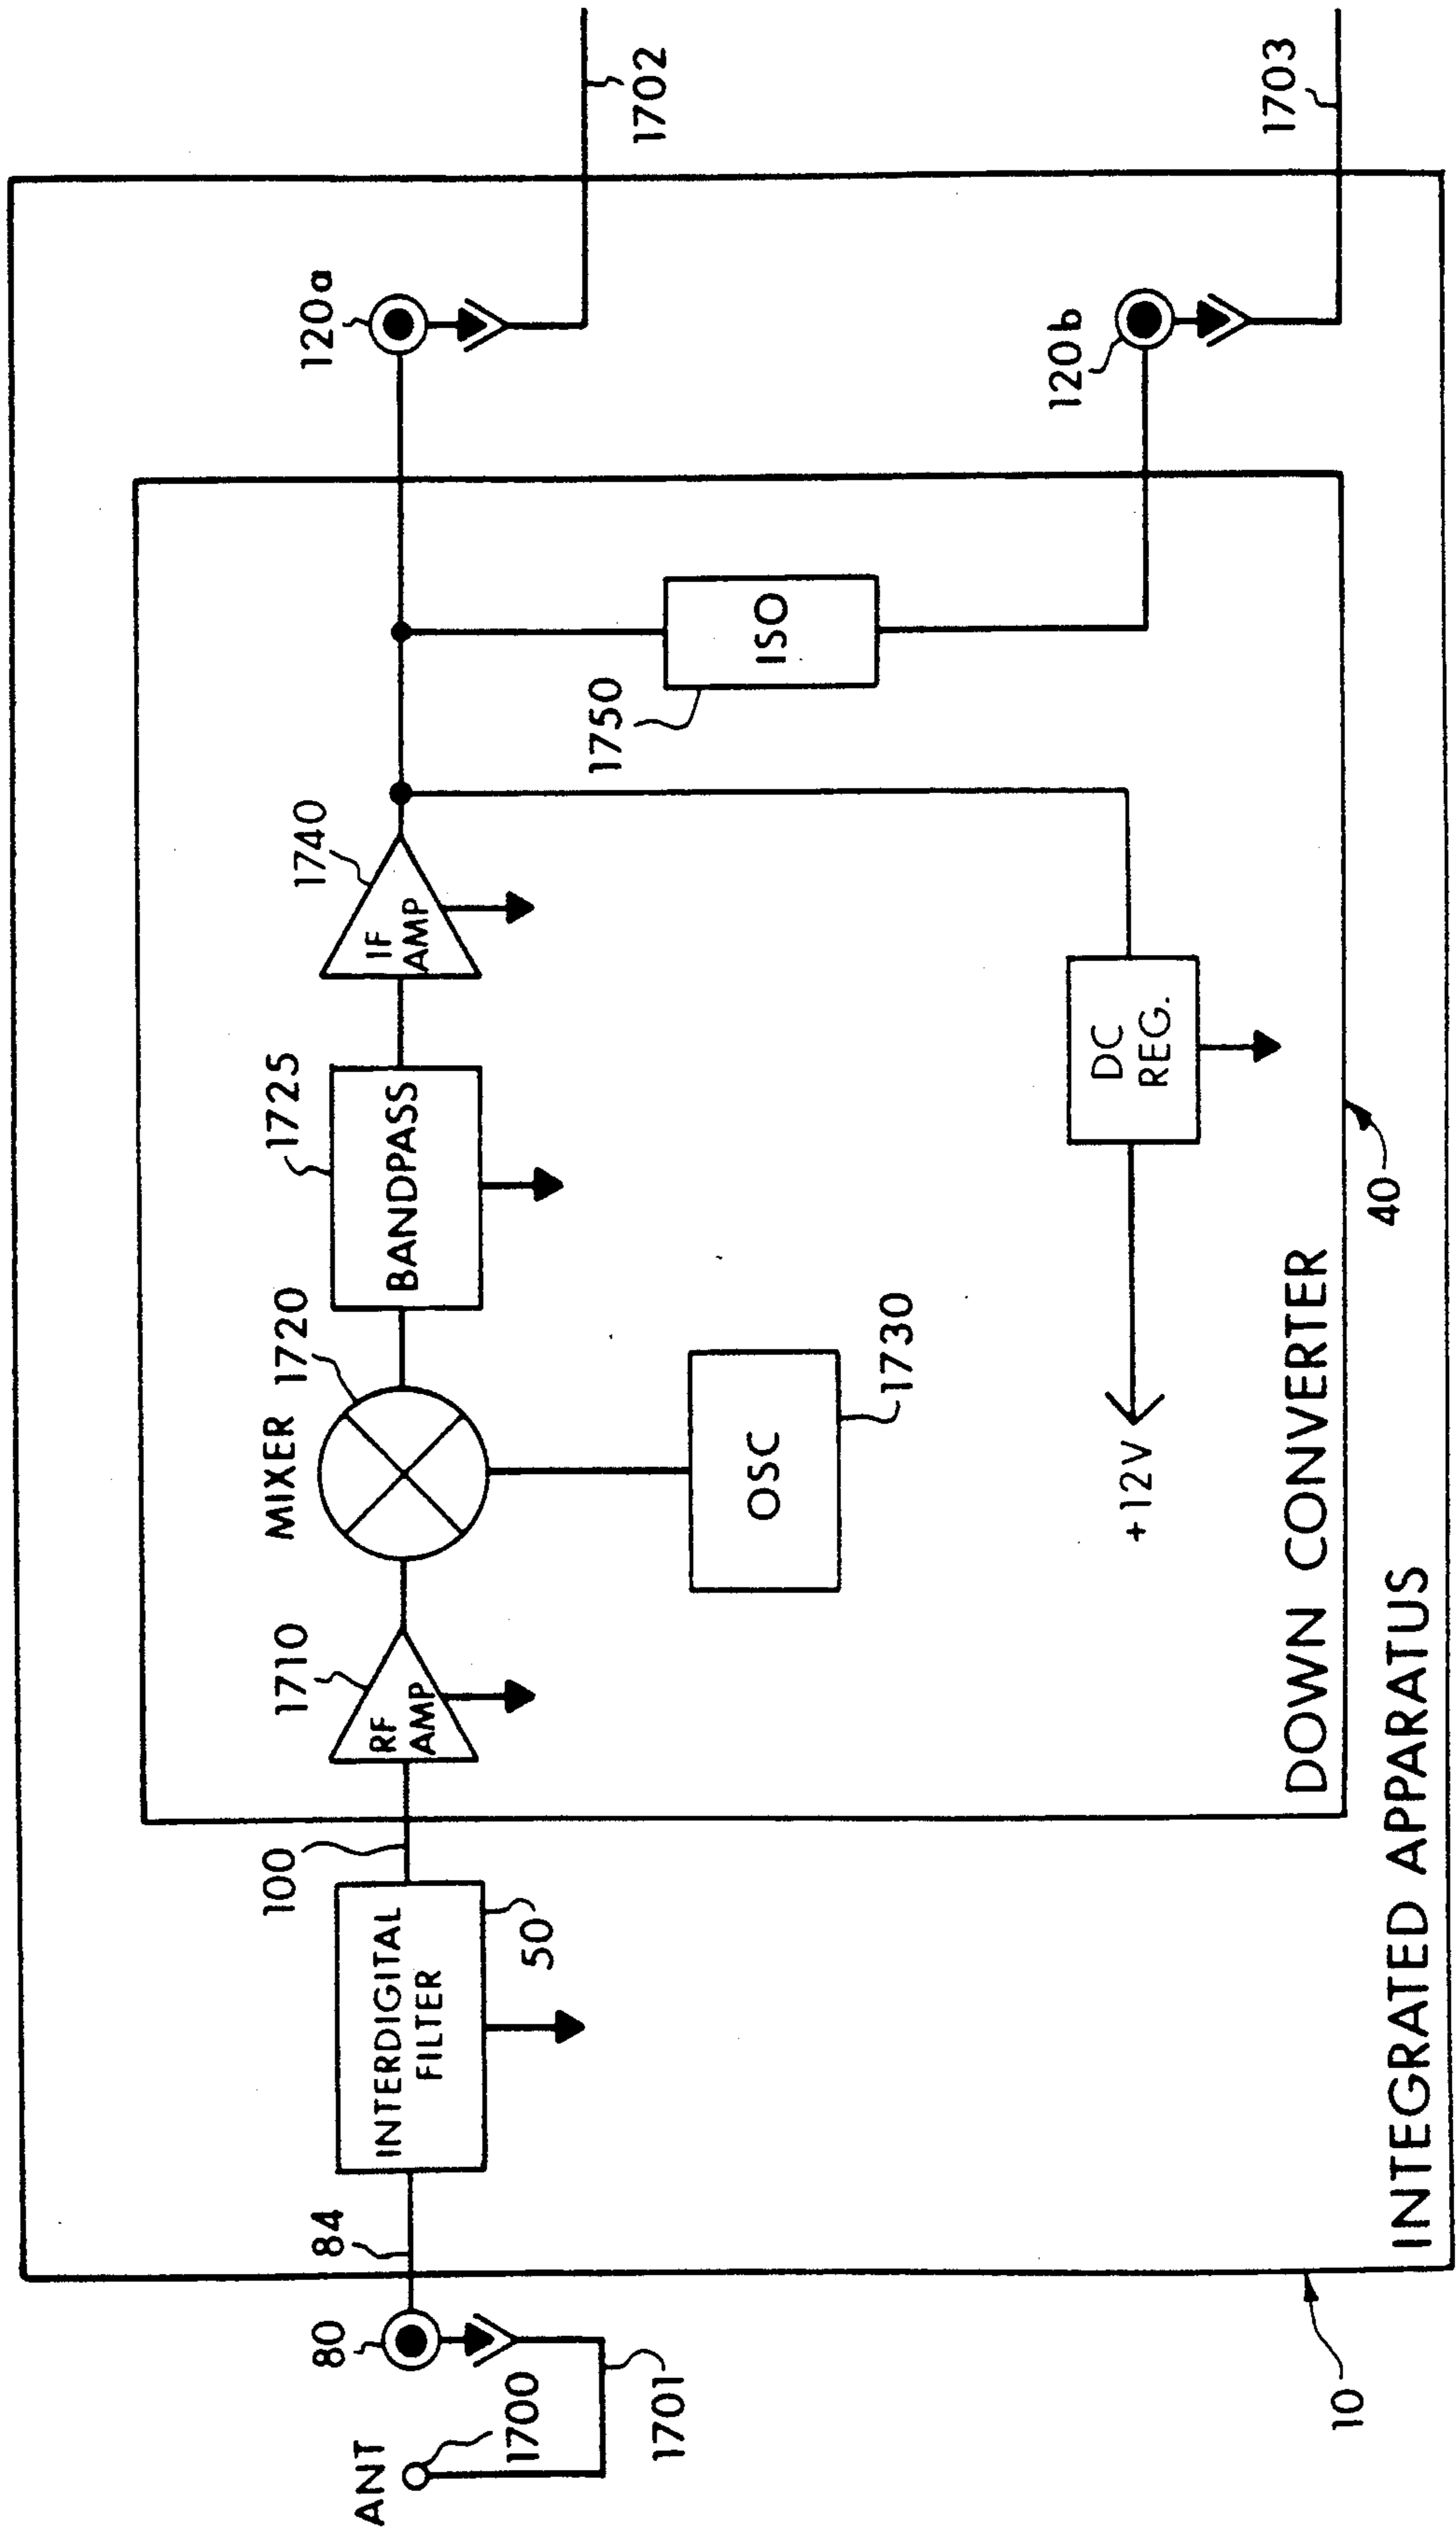 ANT
1700
1701
80
84
INTERDIGITAL
FILTER
50
100
RF
AMP
1710
MIXER
1720
OSC
1730
BANDPASS
1725
IF
AMP
1740
ISO
1750
DC
REG.
+12V
120a
120b
1702
1703
DOWN CONVERTER
40
INTEGRATED APPARATUS
10